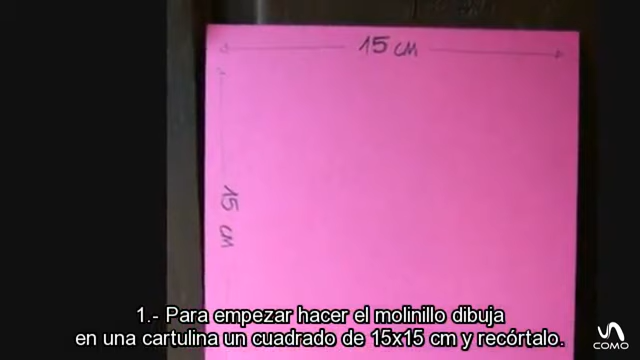 15 cm
15 cm
1.- Para empezar hacer el molinillo dibuja
en una cartulina un cuadrado de 15x15 cm y recórtalo.
COMO